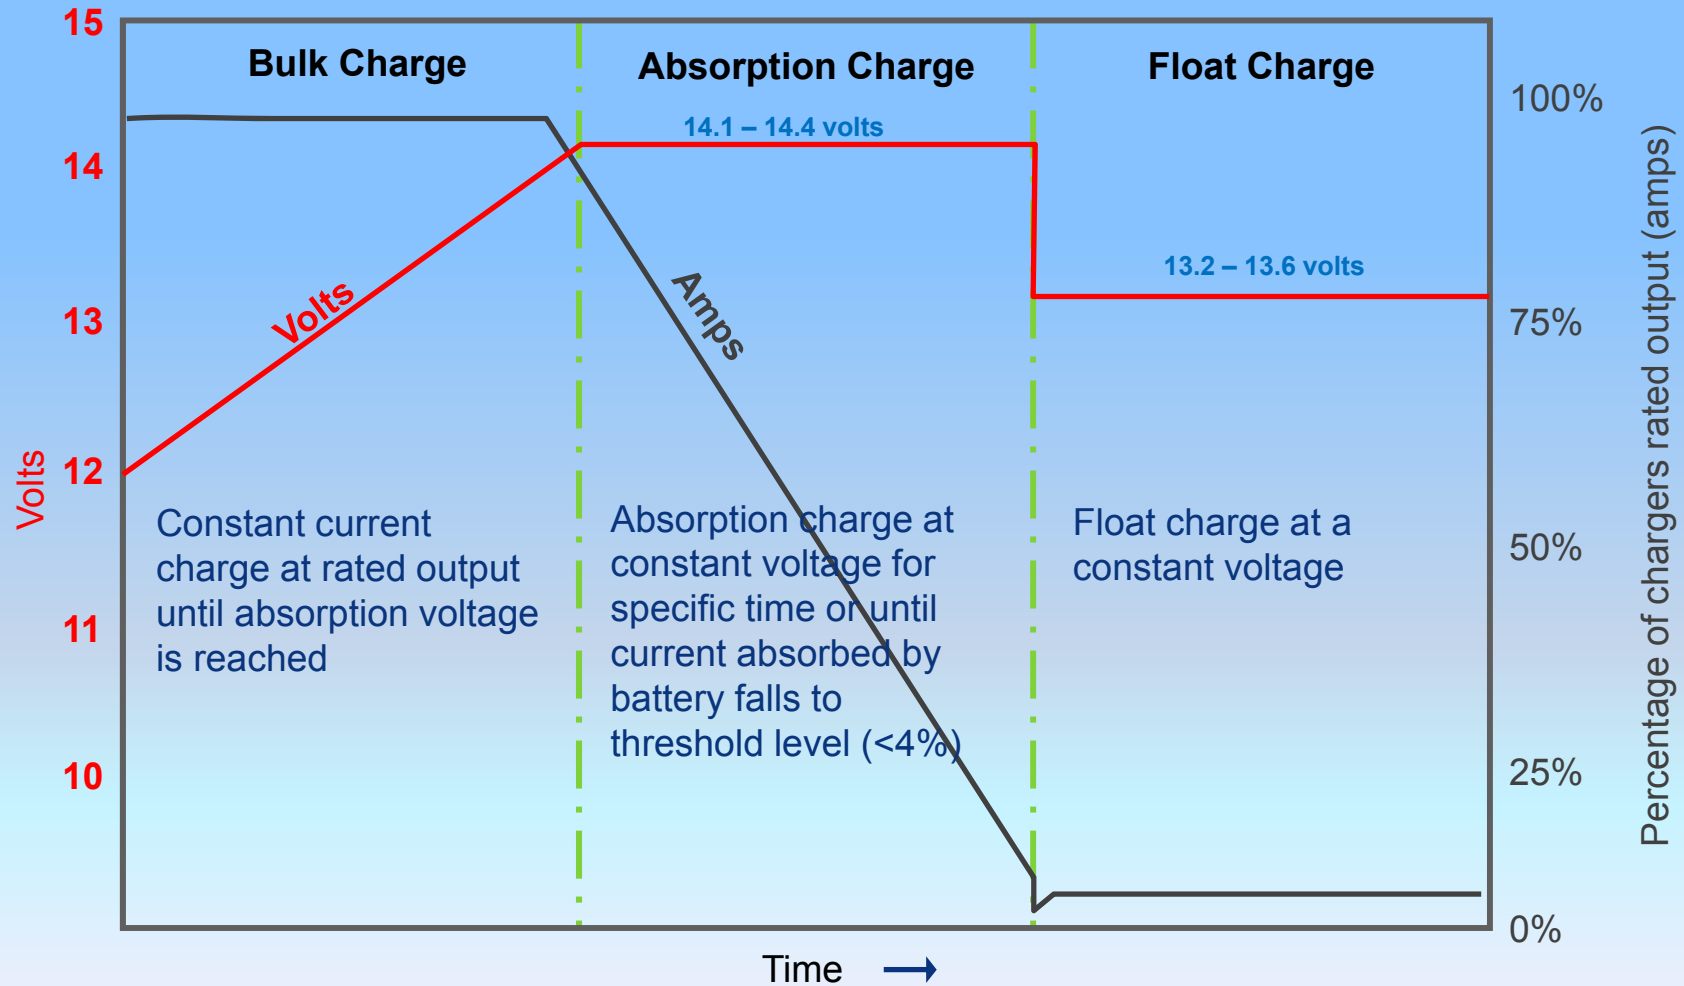 15
14
13
12
11
10
Volts
Bulk Charge
Absorption Charge
Float Charge
14.1 – 14.4 volts
13.2 – 13.6 volts
Volts
Amps
Constant current
charge at rated output
until absorption voltage
is reached
Absorption charge at
constant voltage for
specific time or until
current absorbed by
battery falls to
threshold level (<4%)
Float charge at a
constant voltage
100%
75%
50%
25%
0%
Percentage of chargers rated output (amps)
Time